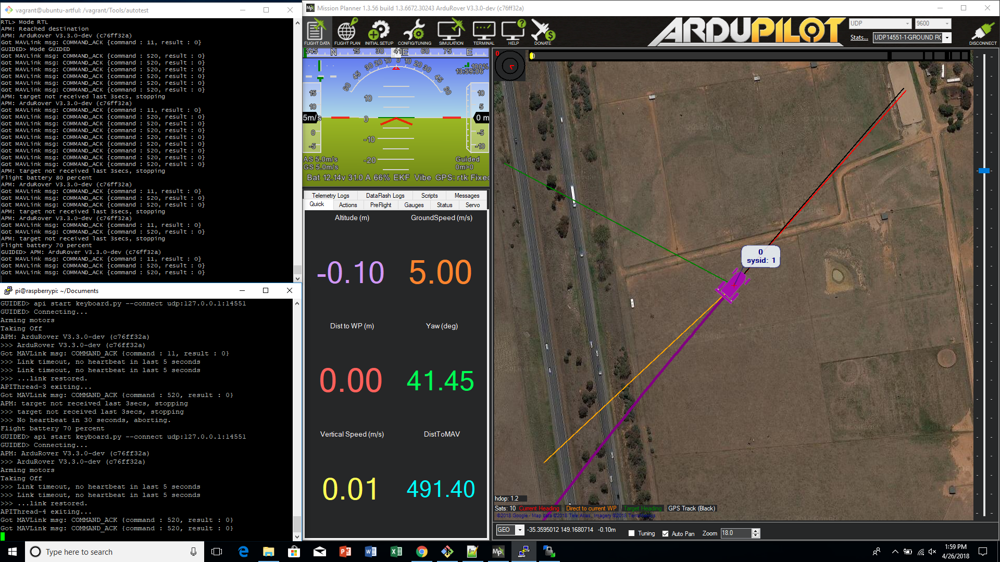 vagrant@ubuntu-artful: /vagrant/Tools/autotest
RTL> Mode RTL
APM: Reached destination
APM: ArduRover V3.3.0-dev (c76ff32a)
Got MAVLink msg: COMMAND_ACK {command : 11, result : 0}
GUIDED> Mode GUIDED
Got MAVLink msg: COMMAND_ACK {command : 520, result : 0}
Got MAVLink msg: COMMAND_ACK {command : 520, result : 0}
Got MAVLink msg: COMMAND_ACK {command : 520, result : 0}
Got MAVLink msg: COMMAND_ACK {command : 520, result : 0}
Got MAVLink msg: COMMAND_ACK {command : 520, result : 0}
Got MAVLink msg: COMMAND_ACK {command : 520, result : 0}
APM: target not received last 3secs, stopping
APM: ArduRover V3.3.0-dev (c76ff32a)
Got MAVLink msg: COMMAND_ACK {command : 11, result : 0}
Got MAVLink msg: COMMAND_ACK {command : 520, result : 0}
Got MAVLink msg: COMMAND_ACK {command : 520, result : 0}
Got MAVLink msg: COMMAND_ACK {command : 520, result : 0}
Got MAVLink msg: COMMAND_ACK {command : 520, result : 0}
Got MAVLink msg: COMMAND_ACK {command : 520, result : 0}
Got MAVLink msg: COMMAND_ACK {command : 520, result : 0}
Got MAVLink msg: COMMAND_ACK {command : 520, result : 0}
Got MAVLink msg: COMMAND_ACK {command : 520, result : 0}
APM: target not received last 3secs, stopping
Flight battery 80 percent
APM: ArduRover V3.3.0-dev (c76ff32a)
Got MAVLink msg: COMMAND_ACK {command : 11, result : 0}
Got MAVLink msg: COMMAND_ACK {command : 520, result : 0}
Got MAVLink msg: COMMAND_ACK {command : 520, result : 0}
APM: target not received last 3secs, stopping
APM: ArduRover V3.3.0-dev (c76ff32a)
Got MAVLink msg: COMMAND_ACK {command : 11, result : 0}
Got MAVLink msg: COMMAND_ACK {command : 520, result : 0}
APM: target not received last 3secs, stopping
Flight battery 70 percent
GUIDED> APM: ArduRover V3.3.0-dev (c76ff32a)
Got MAVLink msg: COMMAND_ACK {command : 11, result : 0}
Got MAVLink msg: COMMAND_ACK {command : 520, result : 0}
Got MAVLink msg: COMMAND_ACK {command : 520, result : 0}
pi@raspberrypi: ~/Documents
GUIDED> api start keyboard.py --connect udp:127.0.0.1:14551
GUIDED> Connecting...
Arming motors
Taking Off
APM: ArduRover V3.3.0-dev (c76ff32a)
>>> ArduRover V3.3.0-dev (c76ff32a)
Got MAVLink msg: COMMAND_ACK {command : 11, result : 0}
>>> Link timeout, no heartbeat in last 5 seconds
>>> Link timeout, no heartbeat in last 5 seconds
>>> ...link restored.
APIThread-3 exiting...
Got MAVLink msg: COMMAND_ACK {command : 520, result : 0}
APM: target not received last 3secs, stopping
>>> target not received last 3secs, stopping
>>> No heartbeat in 30 seconds, aborting.
Flight battery 70 percent
GUIDED> api start keyboard.py --connect udp:127.0.0.1:14551
GUIDED> Connecting...
APM: ArduRover V3.3.0-dev (c76ff32a)
>>> ArduRover V3.3.0-dev (c76ff32a)
Arming motors
Taking Off
>>> Link timeout, no heartbeat in last 5 seconds
>>> Link timeout, no heartbeat in last 5 seconds
>>> ...link restored.
APIThread-4 exiting...
Got MAVLink msg: COMMAND_ACK {command : 520, result : 0}
Got MAVLink msg: COMMAND_ACK {command : 520, result : 0}
Mission Planner 1.3.56 build 1.3.6672.30243 ArduRover V3.3.0-dev (c76ff32a)
FLIGHT DATA FLIGHT PLAN INITIAL SETUP CONFIG/TUNING SIMULATION TERMINAL HELP DONATE
ARDUPILOT
UDP 9600
Stats... UDP14551-1-GROUND RO
DISCONNECT
345 N 15 30 41 E 60 75 E
60 45 30 20 10 0 10 20 30 45 60
100%
13:59:06
15 10 5m/s 0 -5
10 0 -10 -20
10 5 0 m -5 -10
AS 5.0m/s
GS 5.0m/s
Guided
0m>0
Bat 12.14v 31.0 A 66% EKF Vibe GPS: rtk Fixed
Telemetry Logs DataFlash Logs Scripts Messages
Quick Actions PreFlight Gauges Status Servo
Altitude (m) GroundSpeed (m/s)
-0.10 5.00
Dist to WP (m) Yaw (deg)
0.00 41.45
Vertical Speed (m/s) DistToMAV
0.01 491.40
0
0
sysid: 1
hdop: 1.2
Sats: 10 Current Heading Direct to current WP Target Heading GPS Track (Black)
©2018 Google - Map data ©2018 Tele Atlas, Imagery ©2018 TerraMetrics
GEO -35.3595012 149.1680714 -0.10m Tuning Auto Pan Zoom 18.0
Type here to search
1:59 PM
4/26/2018